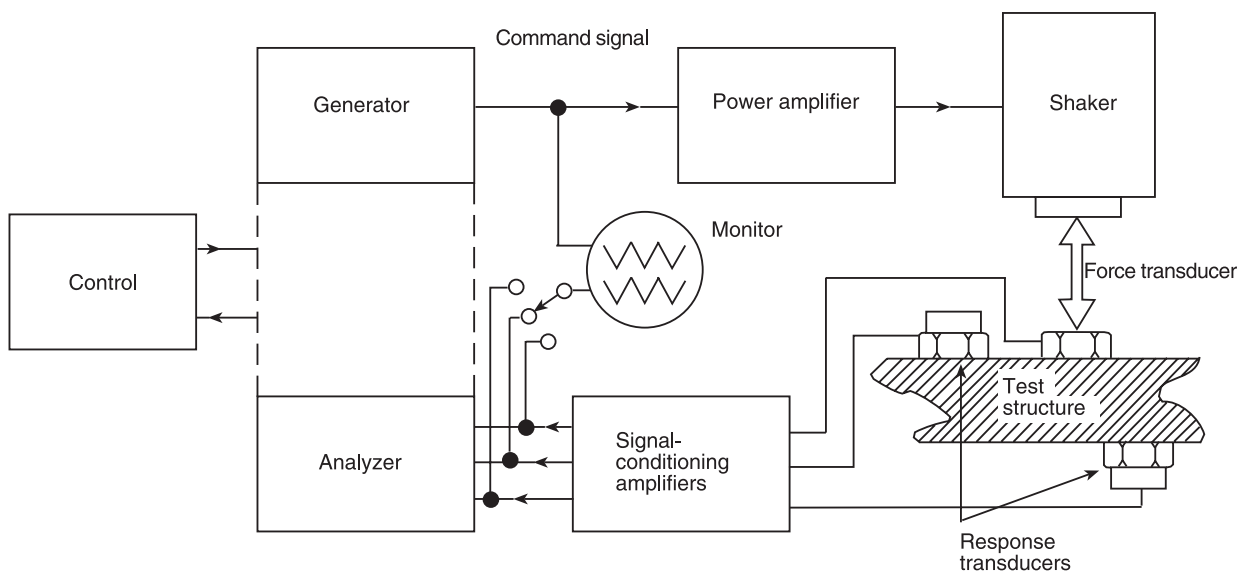 Command signal
Generator
Power amplifier
Shaker
Monitor
Control
Force transducer
Test
structure
Analyzer
Signal-
conditioning
amplifiers
Response
transducers